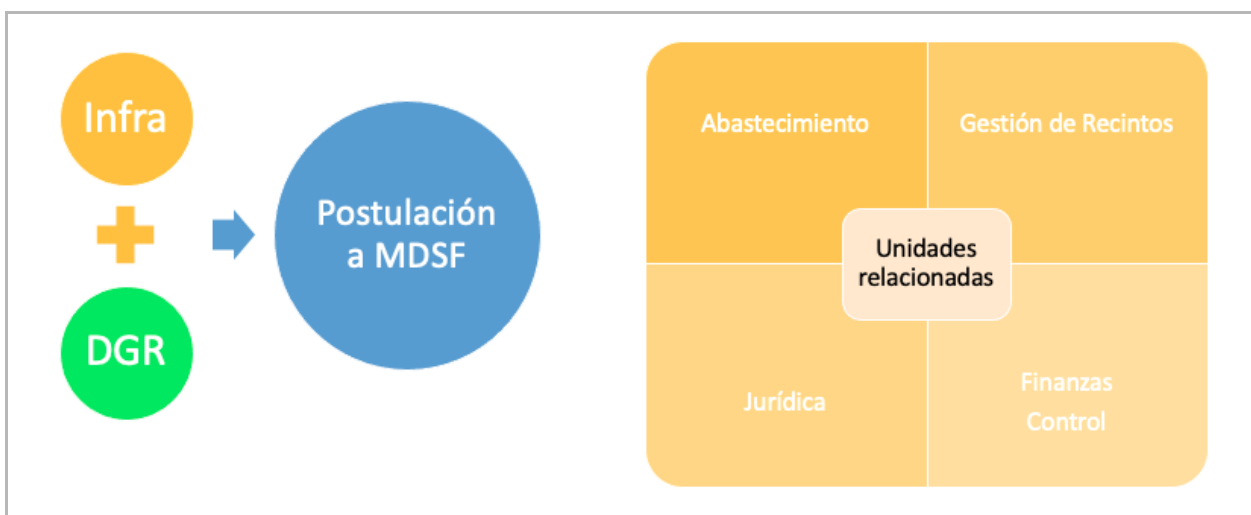 Infra
DGR
Postulación
a MDSF
Abastecimiento
Gestión de Recintos
Unidades
relacionadas
Jurídica
Finanzas
Control